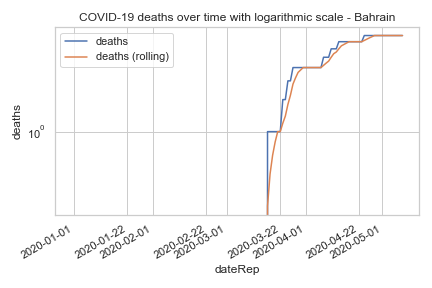 COVID-19 deaths over time with logarithmic scale - Bahrain
deaths
deaths (rolling)
deaths
10⁰
2020-01-01
2020-01-22
2020-02-01
2020-02-22
2020-03-01
2020-03-22
2020-04-01
2020-04-22
2020-05-01
dateRep